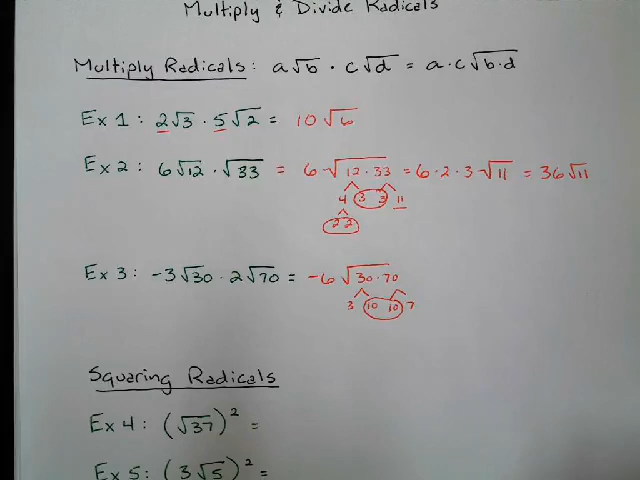 Multiply & Divide Radicals
Multiply Radicals: a√b · c√d = a·c√b·d
Ex 1: 2√3 · 5√2 = 10√6
Ex 2: 6√12 · √33 = 6√12·33 = 6·2·3√11 = 36√11
4 3 3 11
2 2
Ex 3: -3√30 · 2√70 = -6√30·70
3 10 10 7
Squaring Radicals
Ex 4: (√37)² =
Ex 5: (3√5)² =